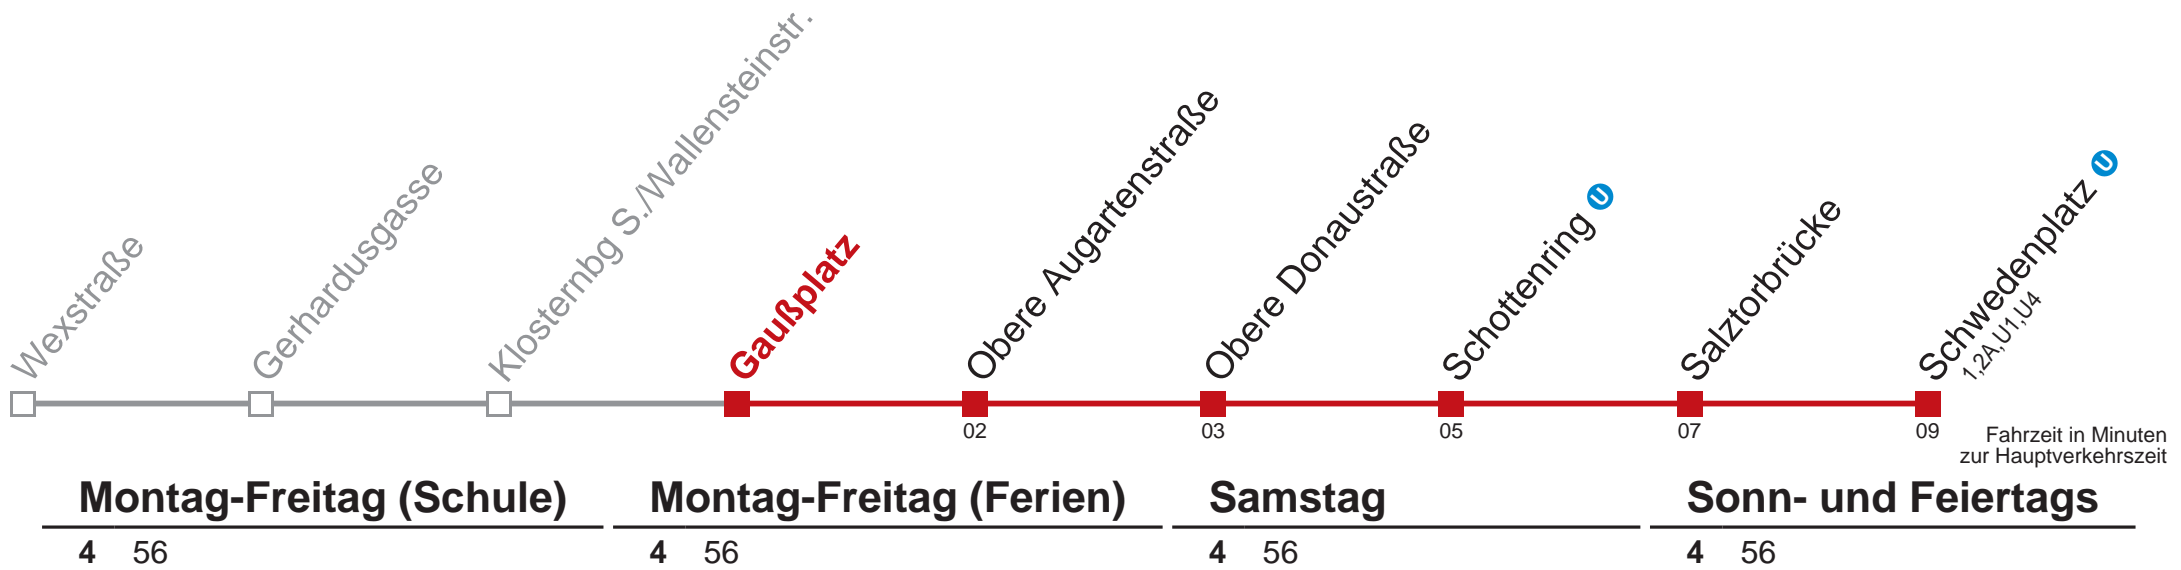 Wexstraße
Gerhardusgasse
Klosternbg S./Wallensteinstr.
Gaußplatz
Obere Augartenstraße
Obere Donaustraße
Schottenring U
Salztorbrücke
Schwedenplatz U
1,2A,U1,U4
02 03 05 07 09
Fahrzeit in Minuten
zur Hauptverkehrszeit
Montag-Freitag (Schule) Montag-Freitag (Ferien) Samstag Sonn- und Feiertags
4 56 4 56 4 56 4 56